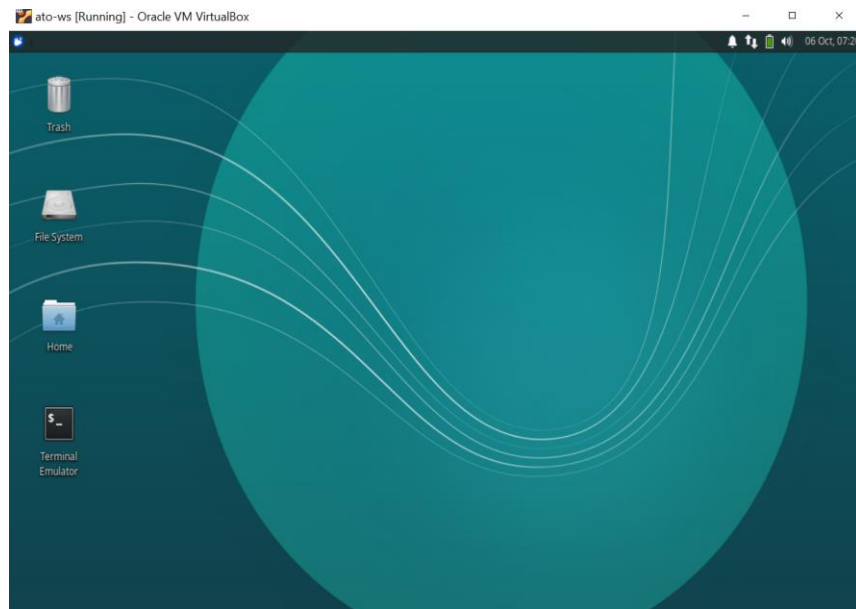 ato-ws [Running] - Oracle VM VirtualBox
06 Oct, 07:2
Trash
File System
Home
$_
Terminal
Emulator